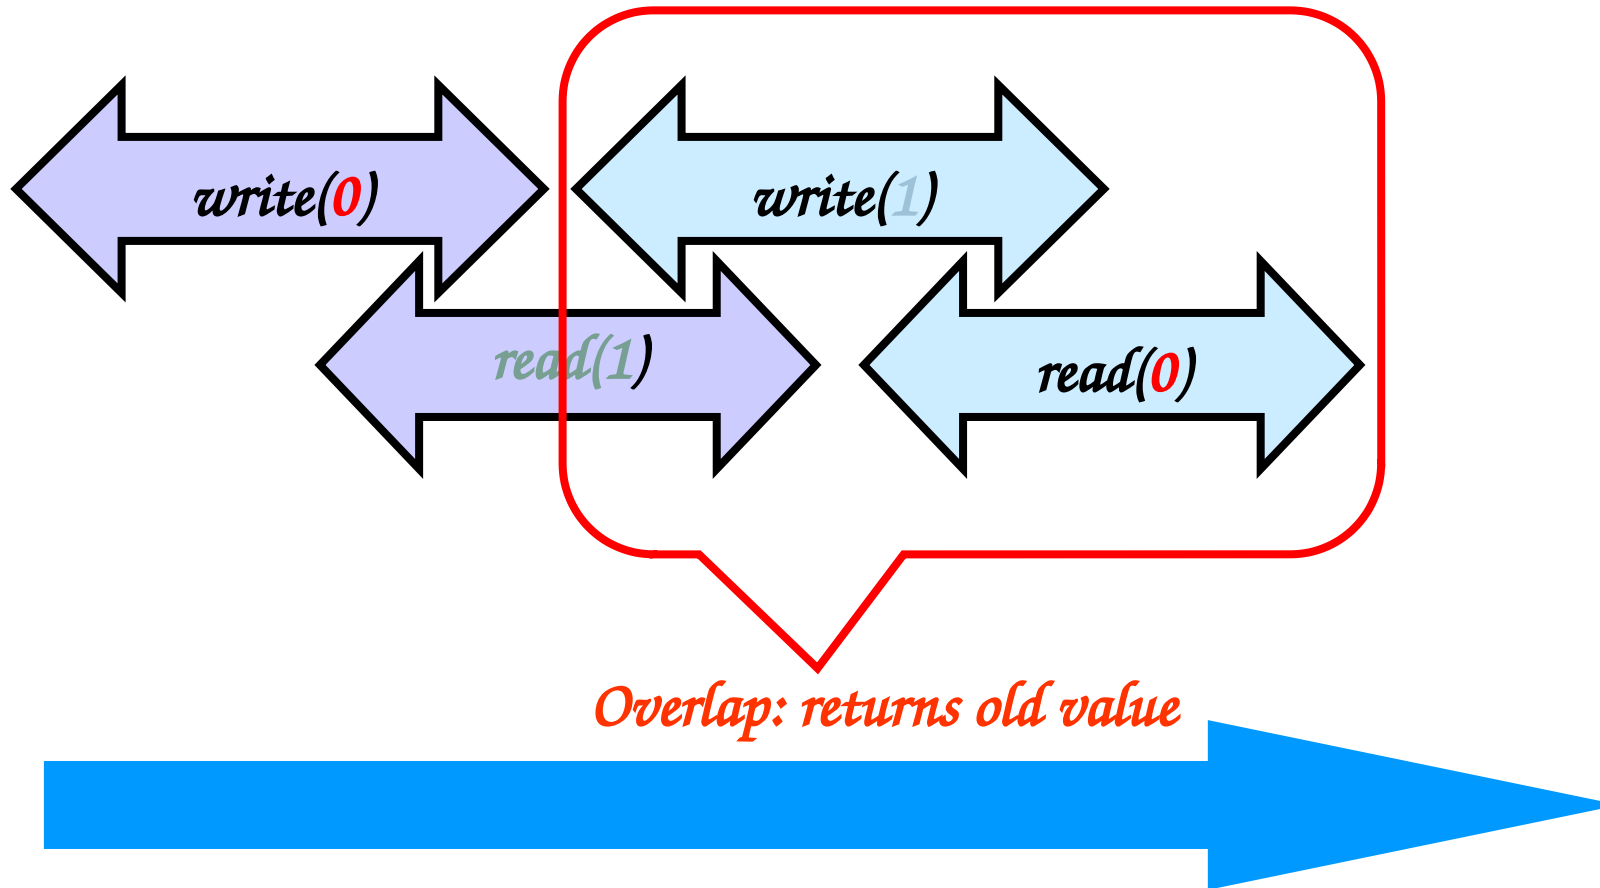 write(0)
write(1)
read(1)
read(0)
Overlap: returns old value